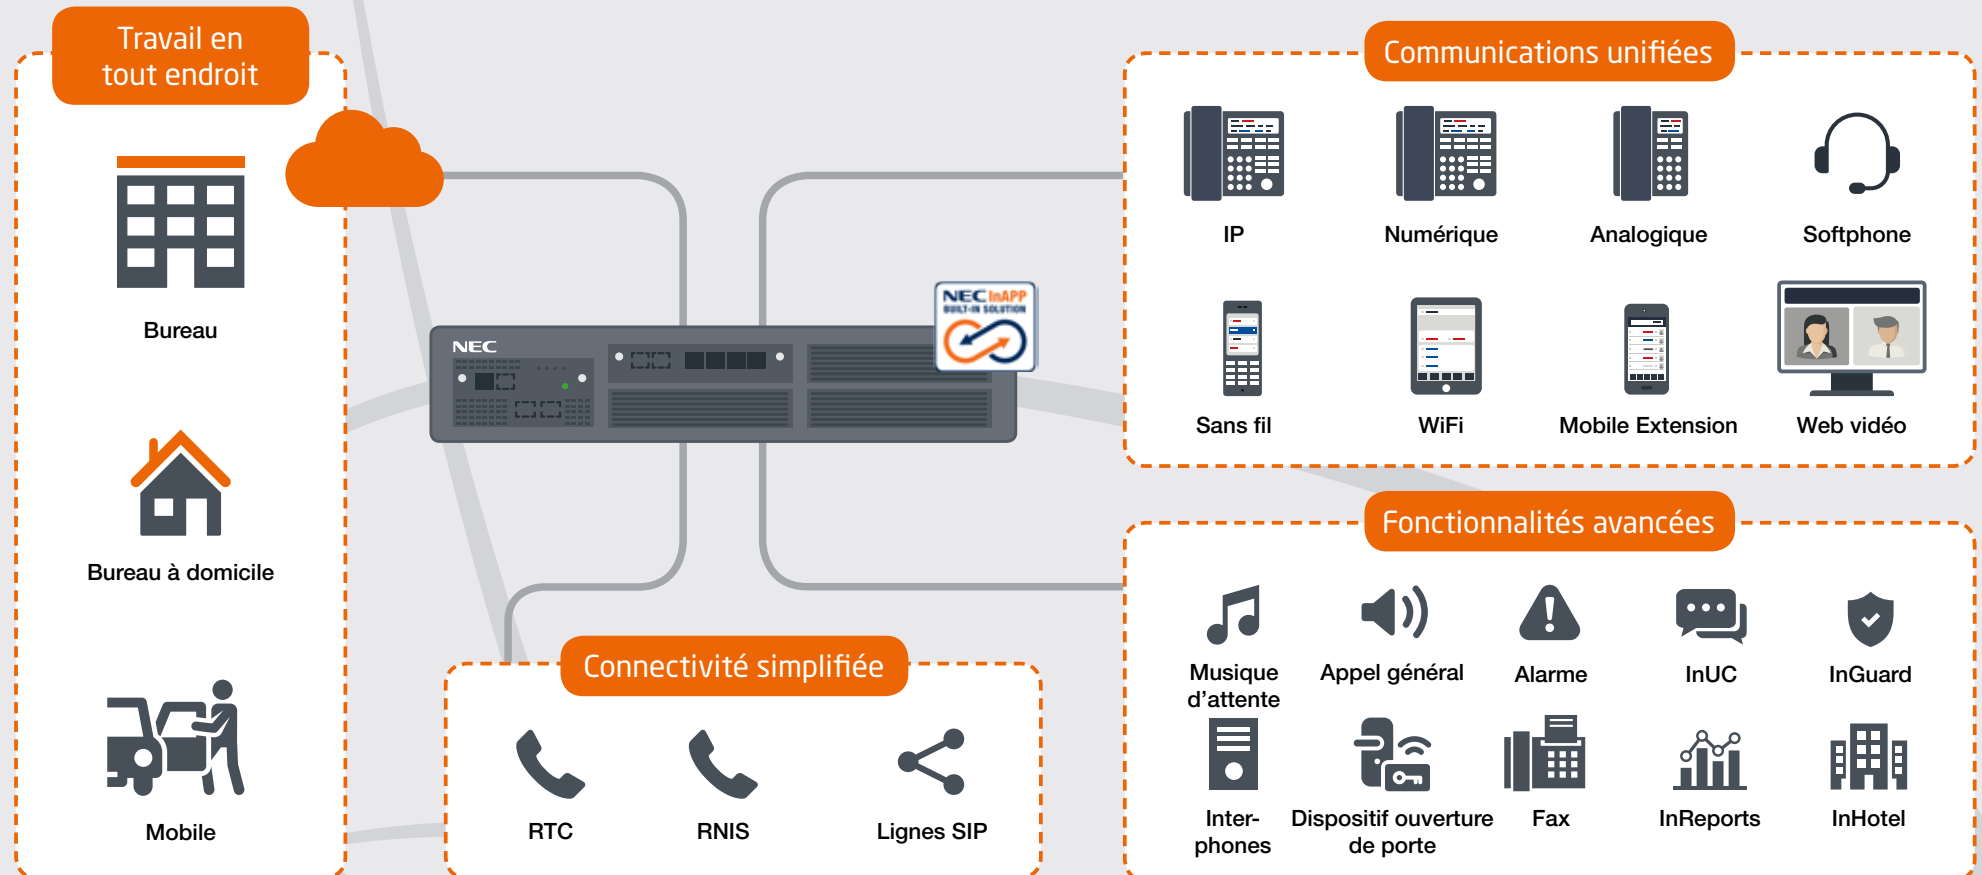 Travail en
tout endroit
Bureau
Bureau à domicile
Mobile
NEC
NEC InAPP
BUILT-IN SOLUTION
Connectivité simplifiée
RTC
RNIS
Lignes SIP
Communications unifiées
IP
Numérique
Analogique
Softphone
Sans fil
WiFi
Mobile Extension
Web vidéo
Fonctionnalités avancées
Musique
d’attente
Appel général
Alarme
InUC
InGuard
Inter-
phones
Dispositif ouverture
de porte
Fax
InReports
InHotel